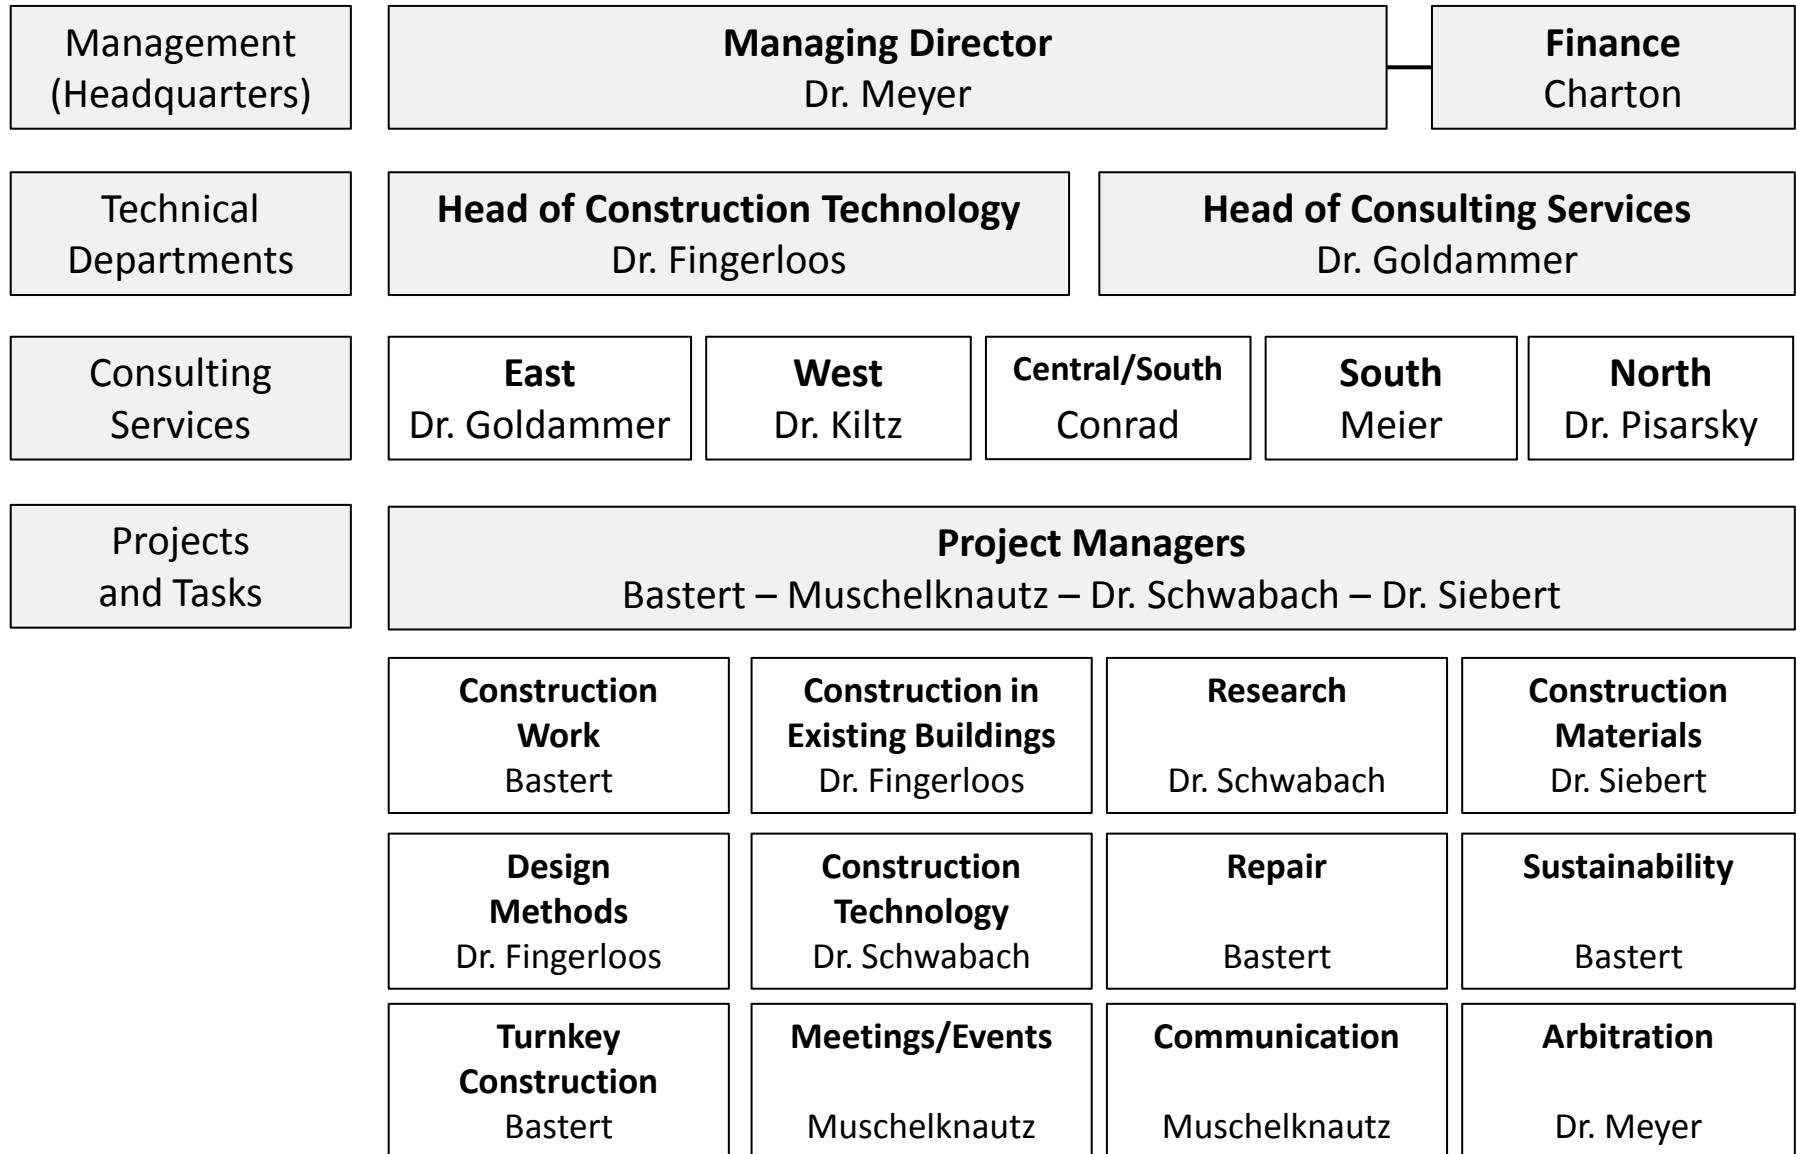 Management
(Headquarters)
Managing Director
Dr. Meyer
Finance
Charton
Technical
Departments
Head of Construction Technology
Dr. Fingerloos
Head of Consulting Services
Dr. Goldammer
Consulting
Services
East
Dr. Goldammer
West
Dr. Kiltz
Central/South
Conrad
South
Meier
North
Dr. Pisarsky
Projects
and Tasks
Project Managers
Bastert – Muschelknautz – Dr. Schwabach – Dr. Siebert
Construction
Work
Bastert
Construction in
Existing Buildings
Dr. Fingerloos
Research
Dr. Schwabach
Construction
Materials
Dr. Siebert
Design
Methods
Dr. Fingerloos
Construction
Technology
Dr. Schwabach
Repair
Bastert
Sustainability
Bastert
Turnkey
Construction
Bastert
Meetings/Events
Muschelknautz
Communication
Muschelknautz
Arbitration
Dr. Meyer